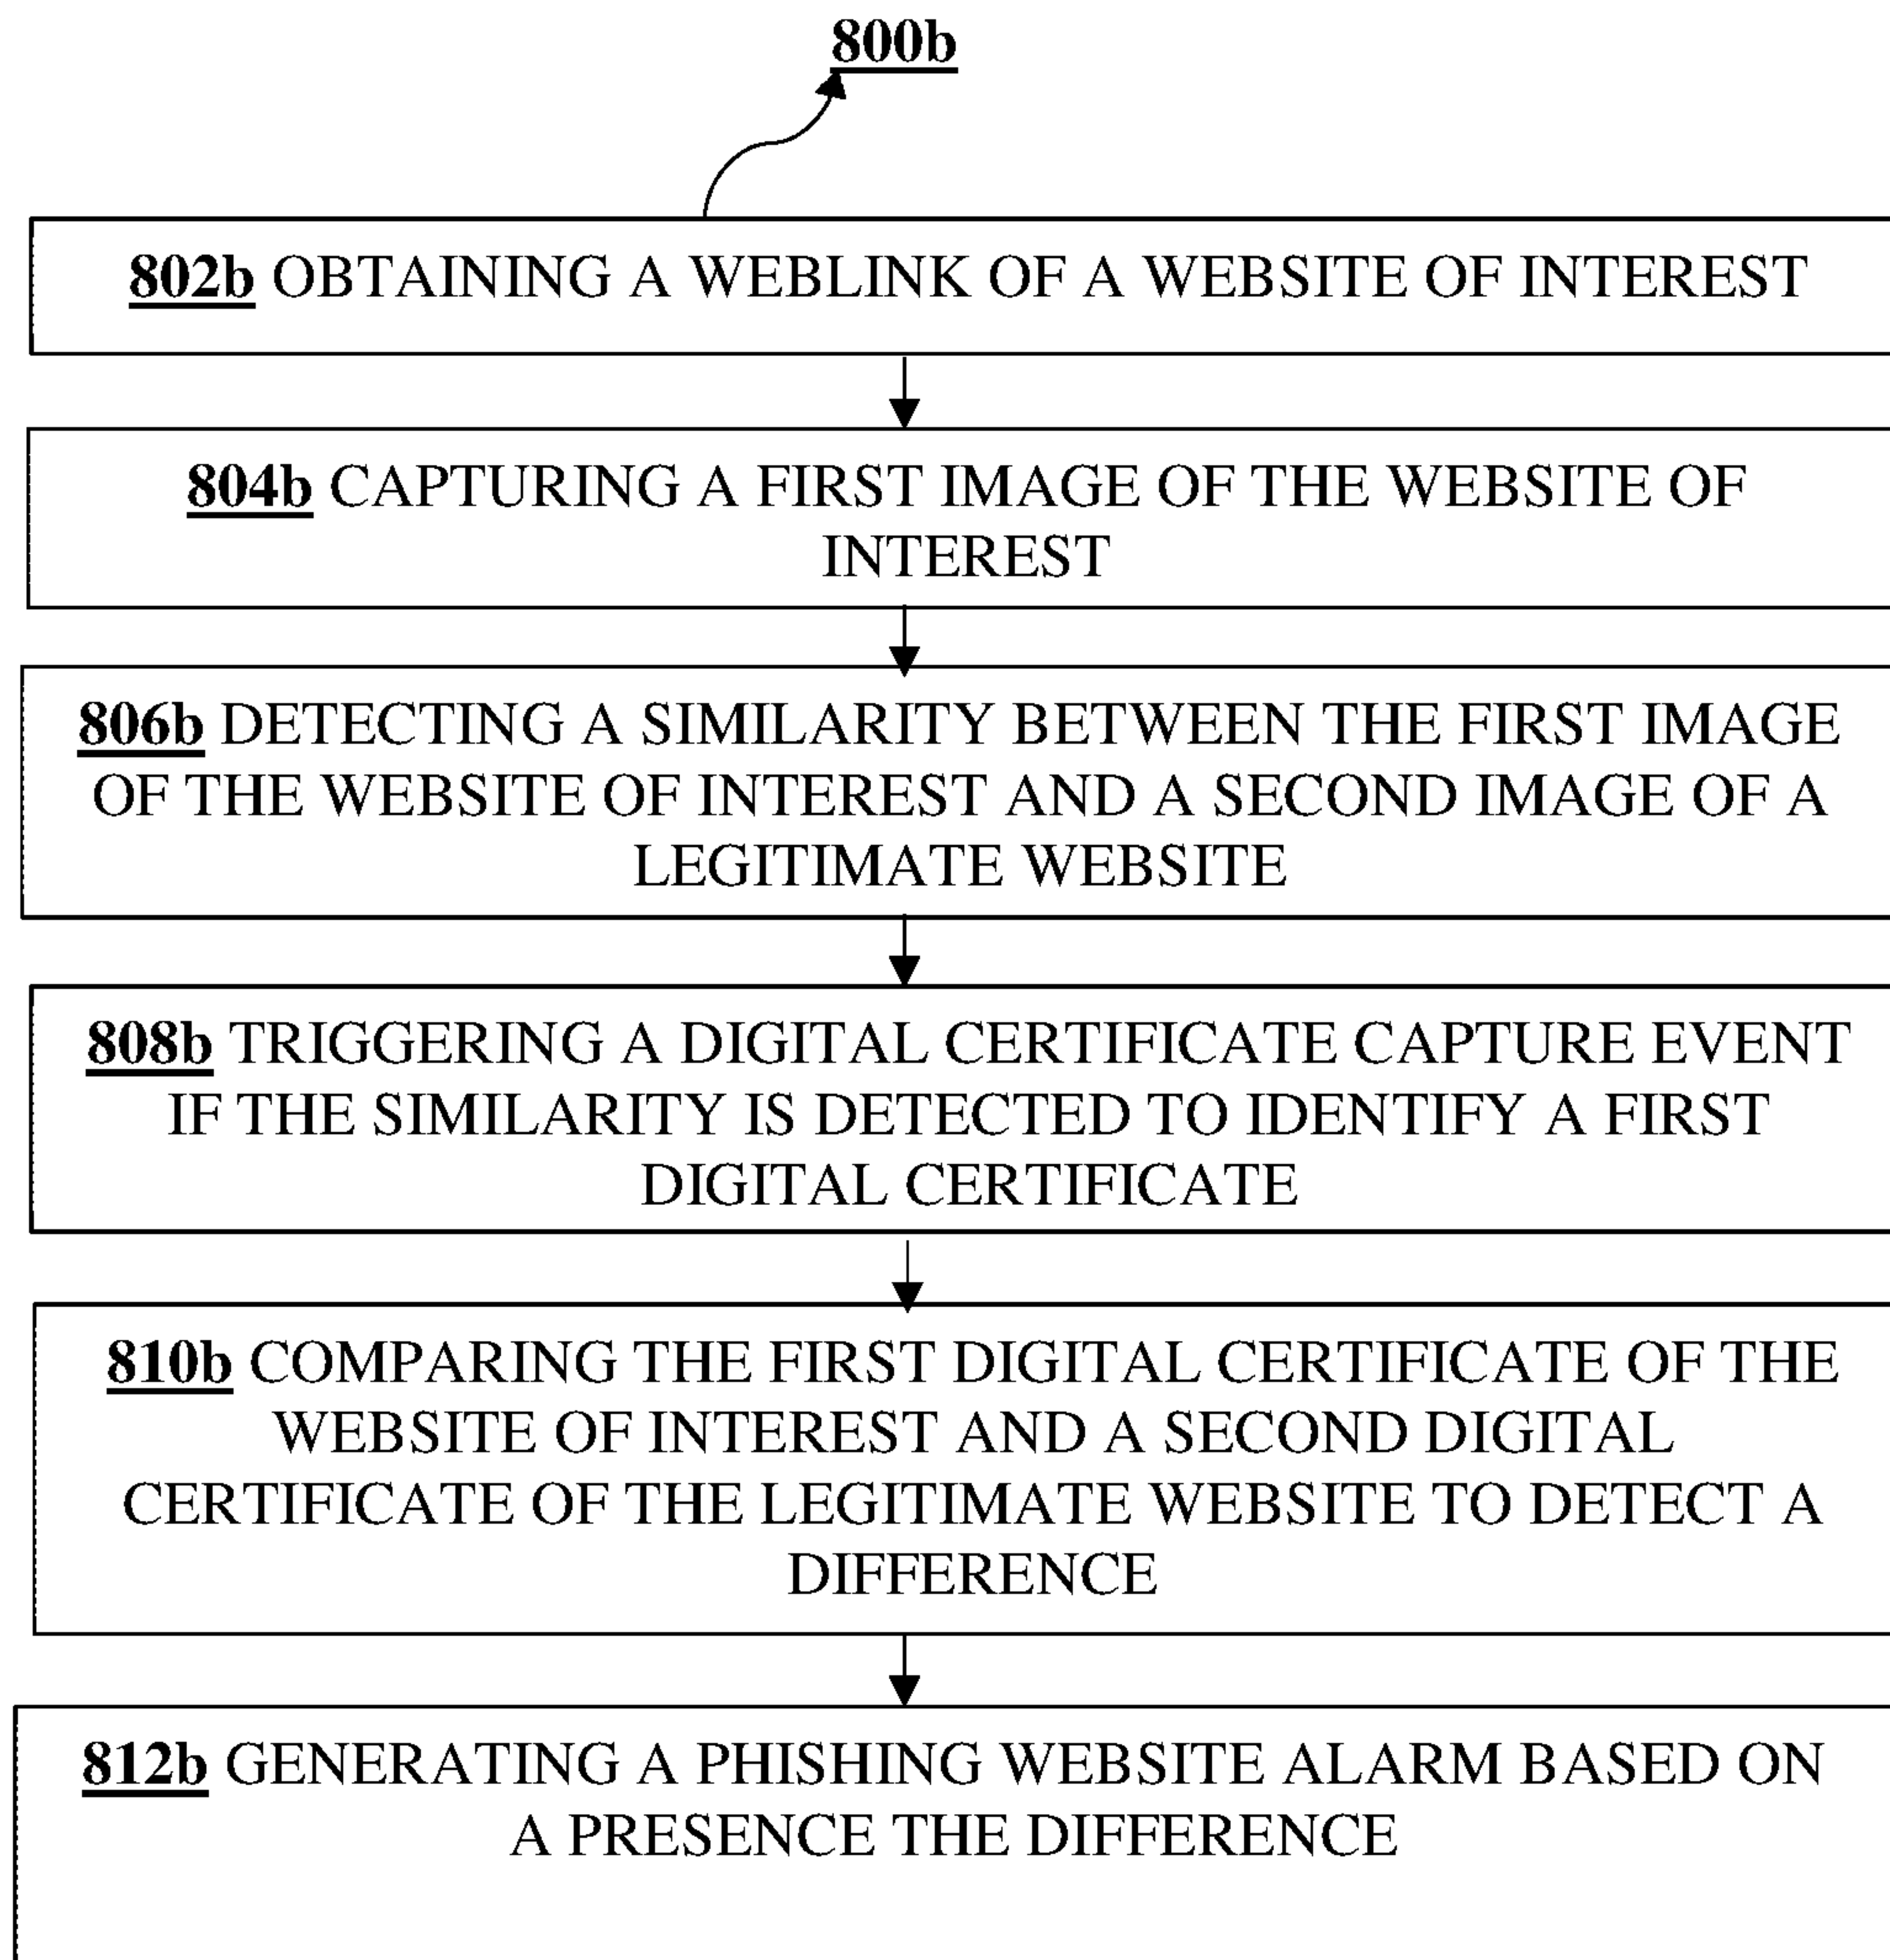 800b
802b OBTAINING A WEBLINK OF A WEBSITE OF INTEREST
804b CAPTURING A FIRST IMAGE OF THE WEBSITE OF
INTEREST
806b DETECTING A SIMILARITY BETWEEN THE FIRST IMAGE
OF THE WEBSITE OF INTEREST AND A SECOND IMAGE OF A
LEGITIMATE WEBSITE
808b TRIGGERING A DIGITAL CERTIFICATE CAPTURE EVENT
IF THE SIMILARITY IS DETECTED TO IDENTIFY A FIRST
DIGITAL CERTIFICATE
810b COMPARING THE FIRST DIGITAL CERTIFICATE OF THE
WEBSITE OF INTEREST AND A SECOND DIGITAL
CERTIFICATE OF THE LEGITIMATE WEBSITE TO DETECT A
DIFFERENCE
812b GENERATING A PHISHING WEBSITE ALARM BASED ON
A PRESENCE THE DIFFERENCE